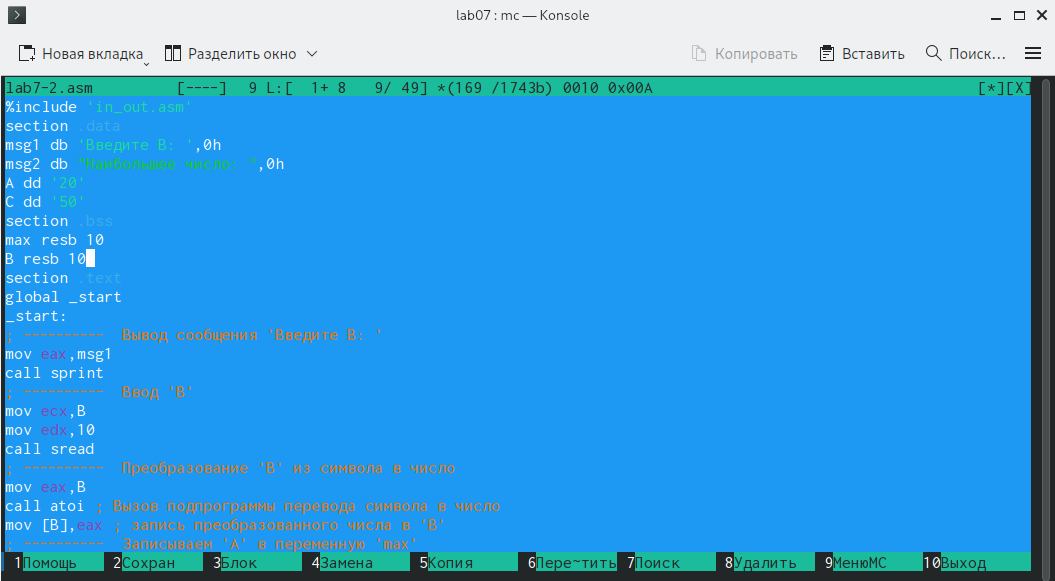 lab07 : mc — Konsole
Новая вкладка Разделить окно Копировать Вставить Поиск...
lab7-2.asm [----] 9 L:[ 1+ 8 9/ 49] *(169 /1743b) 0010 0x00A [*][X]
%include 'in_out.asm'
section .data
msg1 db 'Введите B: ',0h
msg2 db "Наибольшее число: ",0h
A dd '20'
C dd '50'
section .bss
max resb 10
B resb 10
section .text
global _start
_start:
; ---------- Вывод сообщения 'Введите B: '
mov eax,msg1
call sprint
; ---------- Ввод 'B'
mov ecx,B
mov edx,10
call sread
; ---------- Преобразование 'B' из символа в число
mov eax,B
call atoi ; Вызов подпрограммы перевода символа в число
mov [B],eax ; запись преобразованного числа в 'B'
; ---------- Записываем 'A' в переменную 'max'
1Помощь 2Сохран 3Блок 4Замена 5Копия 6Пере~тить 7Поиск 8Удалить 9МенюMC 10Выход